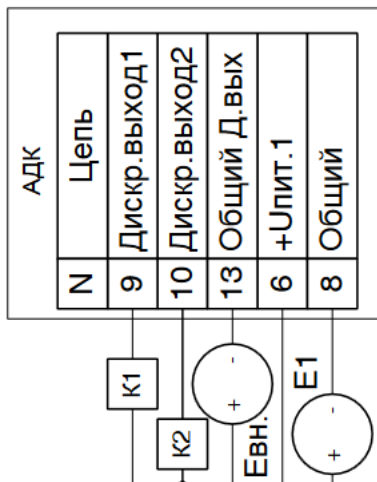 АДК
N Цепь
9 Дискр.выход1
10 Дискр.выход2
13 Общий Д.вых
6 +Uпит.1
8 Общий
К1
К2
- +
Евн.
Е1
- +